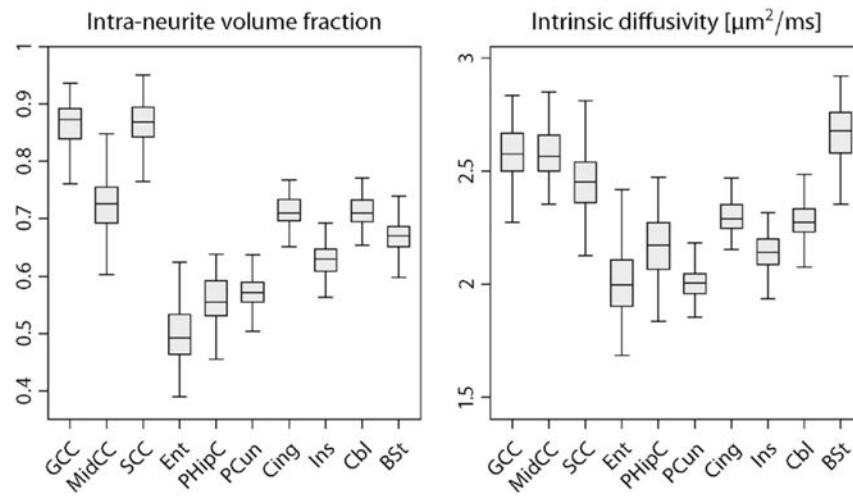 Intra-neurite volume fraction
1
0.9
0.8
0.7
0.6
0.5
0.4
GCC
MidCC
SCC
Ent
PHipC
PCun
Cing
Ins
Cbl
BSt
Intrinsic diffusivity [μm²/ms]
3
2.5
2
1.5
GCC
MidCC
SCC
Ent
PHipC
PCun
Cing
Ins
Cbl
BSt